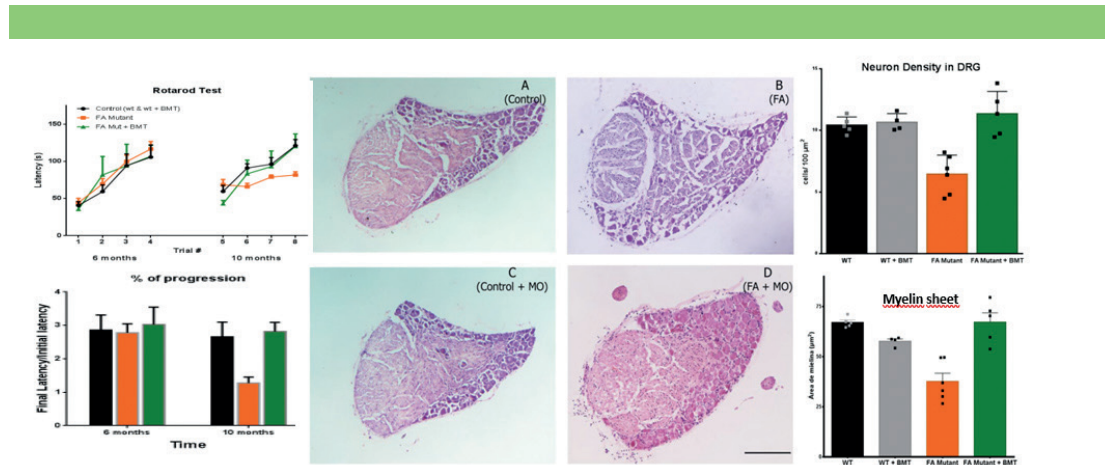 Rotarod Test
Control (wt & wt + BMT)
FA Mutant
FA Mut + BMT
Latency (s)
150
100
50
0
1 2 3 4 5 6 7 8
Trial #
6 months 10 months
% of progression
Final Latency/Initial latency
4
3
2
1
0
6 months 10 months
Time
A
(Control)
B
(FA)
C
(Control + MO)
D
(FA + MO)
Neuron Density in DRG
cells/ 100 µm²
15
10
5
0
WT WT + BMT FA Mutant FA Mutant + BMT
Myelin sheet
Área de mielina (µm²)
75
50
25
0
WT WT + BMT FA Mutant FA Mutant + BMT